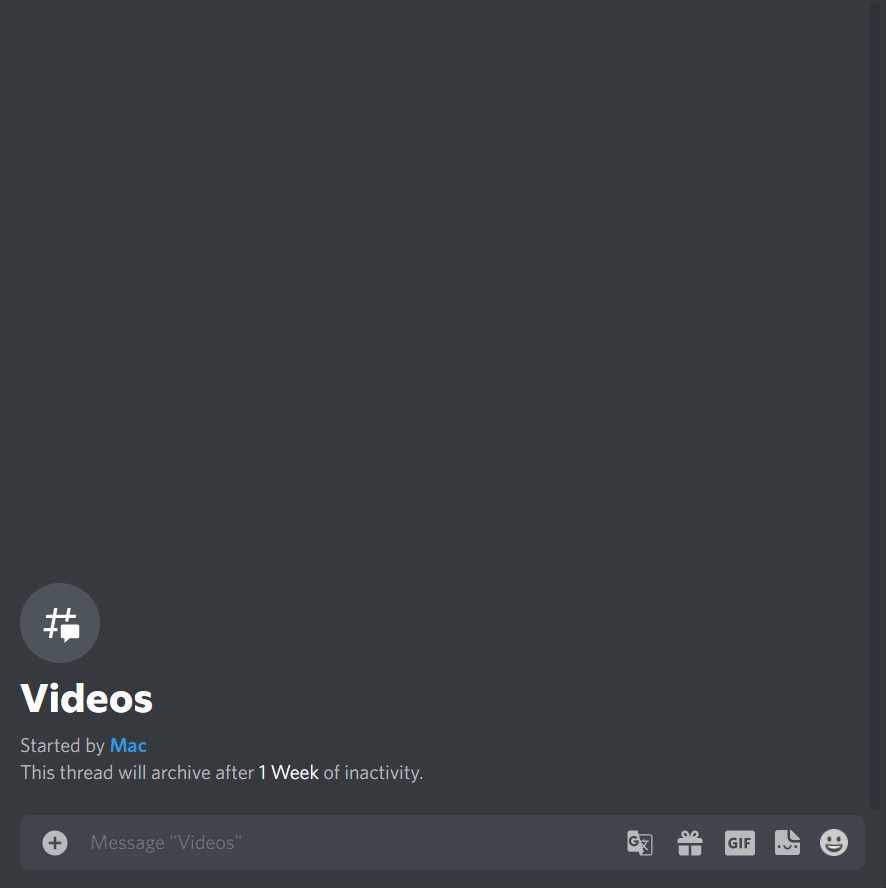 Videos
Started by Mac
This thread will archive after 1 Week of inactivity.
Message "Videos"
GIF